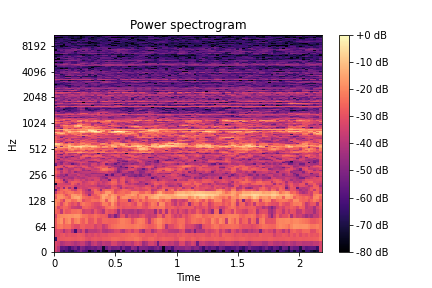 Power spectrogram
Hz
8192
4096
2048
1024
512
256
128
64
0
0
0.5
1
1.5
2
Time
+0 dB
-10 dB
-20 dB
-30 dB
-40 dB
-50 dB
-60 dB
-70 dB
-80 dB